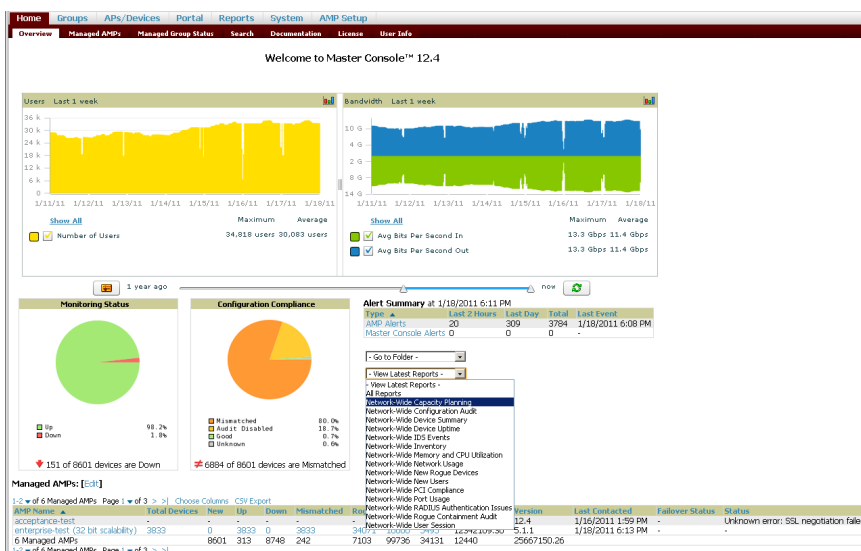 Home Groups APs/Devices Portal Reports System AMP Setup
Overview Managed AMPs Managed Group Status Search Documentation License User Info
Welcome to Master Console™ 12.4
Users Last 1 week
36 k
30 k
24 k
18 k
12 k
6 k
0
1/11/11 1/12/11 1/13/11 1/14/11 1/15/11 1/16/11 1/17/11 1/18/11
Show All Maximum Average
Number of Users 34,818 users 30,083 users
Bandwidth Last 1 week
10 G
4 G
2 G
8 G
14 G
1/11/11 1/12/11 1/13/11 1/14/11 1/15/11 1/16/11 1/17/11 1/18/11
Show All Maximum Average
Avg Bits Per Second In 13.3 Gbps 11.4 Gbps
Avg Bits Per Second Out 13.3 Gbps 11.4 Gbps
1 year ago now
Monitoring Status
Up 98.2%
Down 1.8%
151 of 8601 devices are Down
Configuration Compliance
Mismatched 80.0%
Audit Disabled 18.7%
Good 0.7%
Unknown 0.6%
6884 of 8601 devices are Mismatched
Alert Summary at 1/18/2011 6:11 PM
Type Last 2 Hours Last Day Total Last Event
AMP Alerts 20 309 3784 1/18/2011 6:08 PM
Master Console Alerts 0 0 0 -
- Go to Folder -
- View Latest Reports -
- View Latest Reports -
All Reports
Network-Wide Capacity Planning
Network-Wide Configuration Audit
Network-Wide Device Summary
Network-Wide Device Uptime
Network-Wide IDS Events
Network-Wide Inventory
Network-Wide Memory and CPU Utilization
Network-Wide Network Usage
Network-Wide New Rogue Devices
Network-Wide New Users
Network-Wide PCI Compliance
Network-Wide Port Usage
Network-Wide RADIUS Authentication Issues
Network-Wide Rogue Containment Audit
Network-Wide User Session
Managed AMPs: [Edit]
1-2 of 6 Managed AMPs Page 1 of 3 > >| Choose Columns CSV Export
AMP Name Total Devices New Up Down Mismatched Version Last Contacted Failover Status Status
acceptance-test - - - - - 12.4 1/16/2011 1:59 PM - Unknown error: SSL negotiation
enterprise-test (32 bit scalability) 3833 0 3833 0 3833 5.1.1 1/18/2011 6:13 PM - -
6 Managed AMPs 8601 313 8748 242 7103 99736 34131 12440 25667150.26
1-2 of 6 Managed AMPs Page 1 of 3 > >|